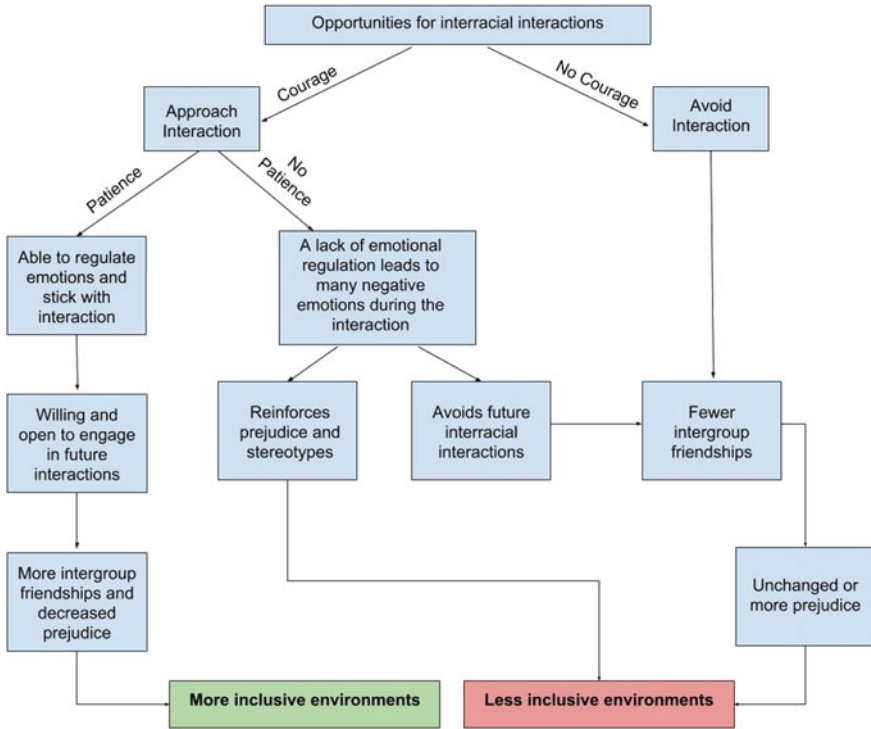 Opportunities for interracial interactions
Courage
No Courage
Approach
Interaction
Avoid
Interaction
Patience
No
Patience
Able to regulate
emotions and
stick with
interaction
A lack of emotional
regulation leads to
many negative
emotions during the
interaction
Willing and
open to engage
in future
interactions
Reinforces
prejudice and
stereotypes
Avoids future
interracial
interactions
Fewer
intergroup
friendships
More intergroup
friendships and
decreased
prejudice
Unchanged or
more prejudice
More inclusive environments
Less inclusive environments